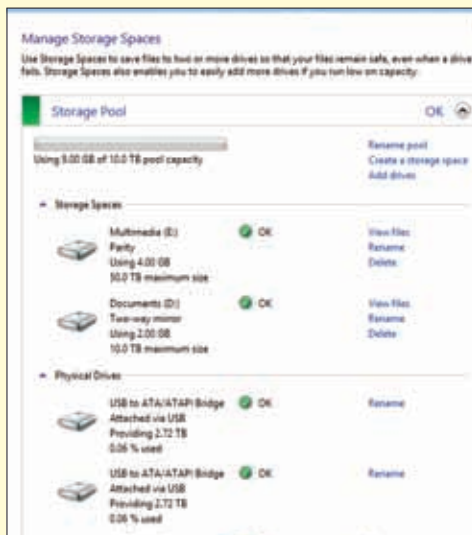 Manage Storage Spaces
Use Storage Spaces to save files to two or more drives so that your files remain safe, even when a drive
fails. Storage Spaces also enables you to easily add more drives if you run low on capacity.
Storage Pool OK
Using 9.00 GB of 10.0 TB pool capacity
Rename pool
Create a storage space
Add drives
Storage Spaces
Multimedia (E:) OK View files
Parity Rename
Using 4.00 GB Delete
50.0 TB maximum size
Documents (D:) OK View files
Two-way mirror Rename
Using 2.00 GB Delete
10.0 TB maximum size
Physical Drives
USB to ATA/ATAPI Bridge OK Rename
Attached via USB
Providing 2.72 TB
0.06 % used
USB to ATA/ATAPI Bridge OK Rename
Attached via USB
Providing 2.72 TB
0.06 % used